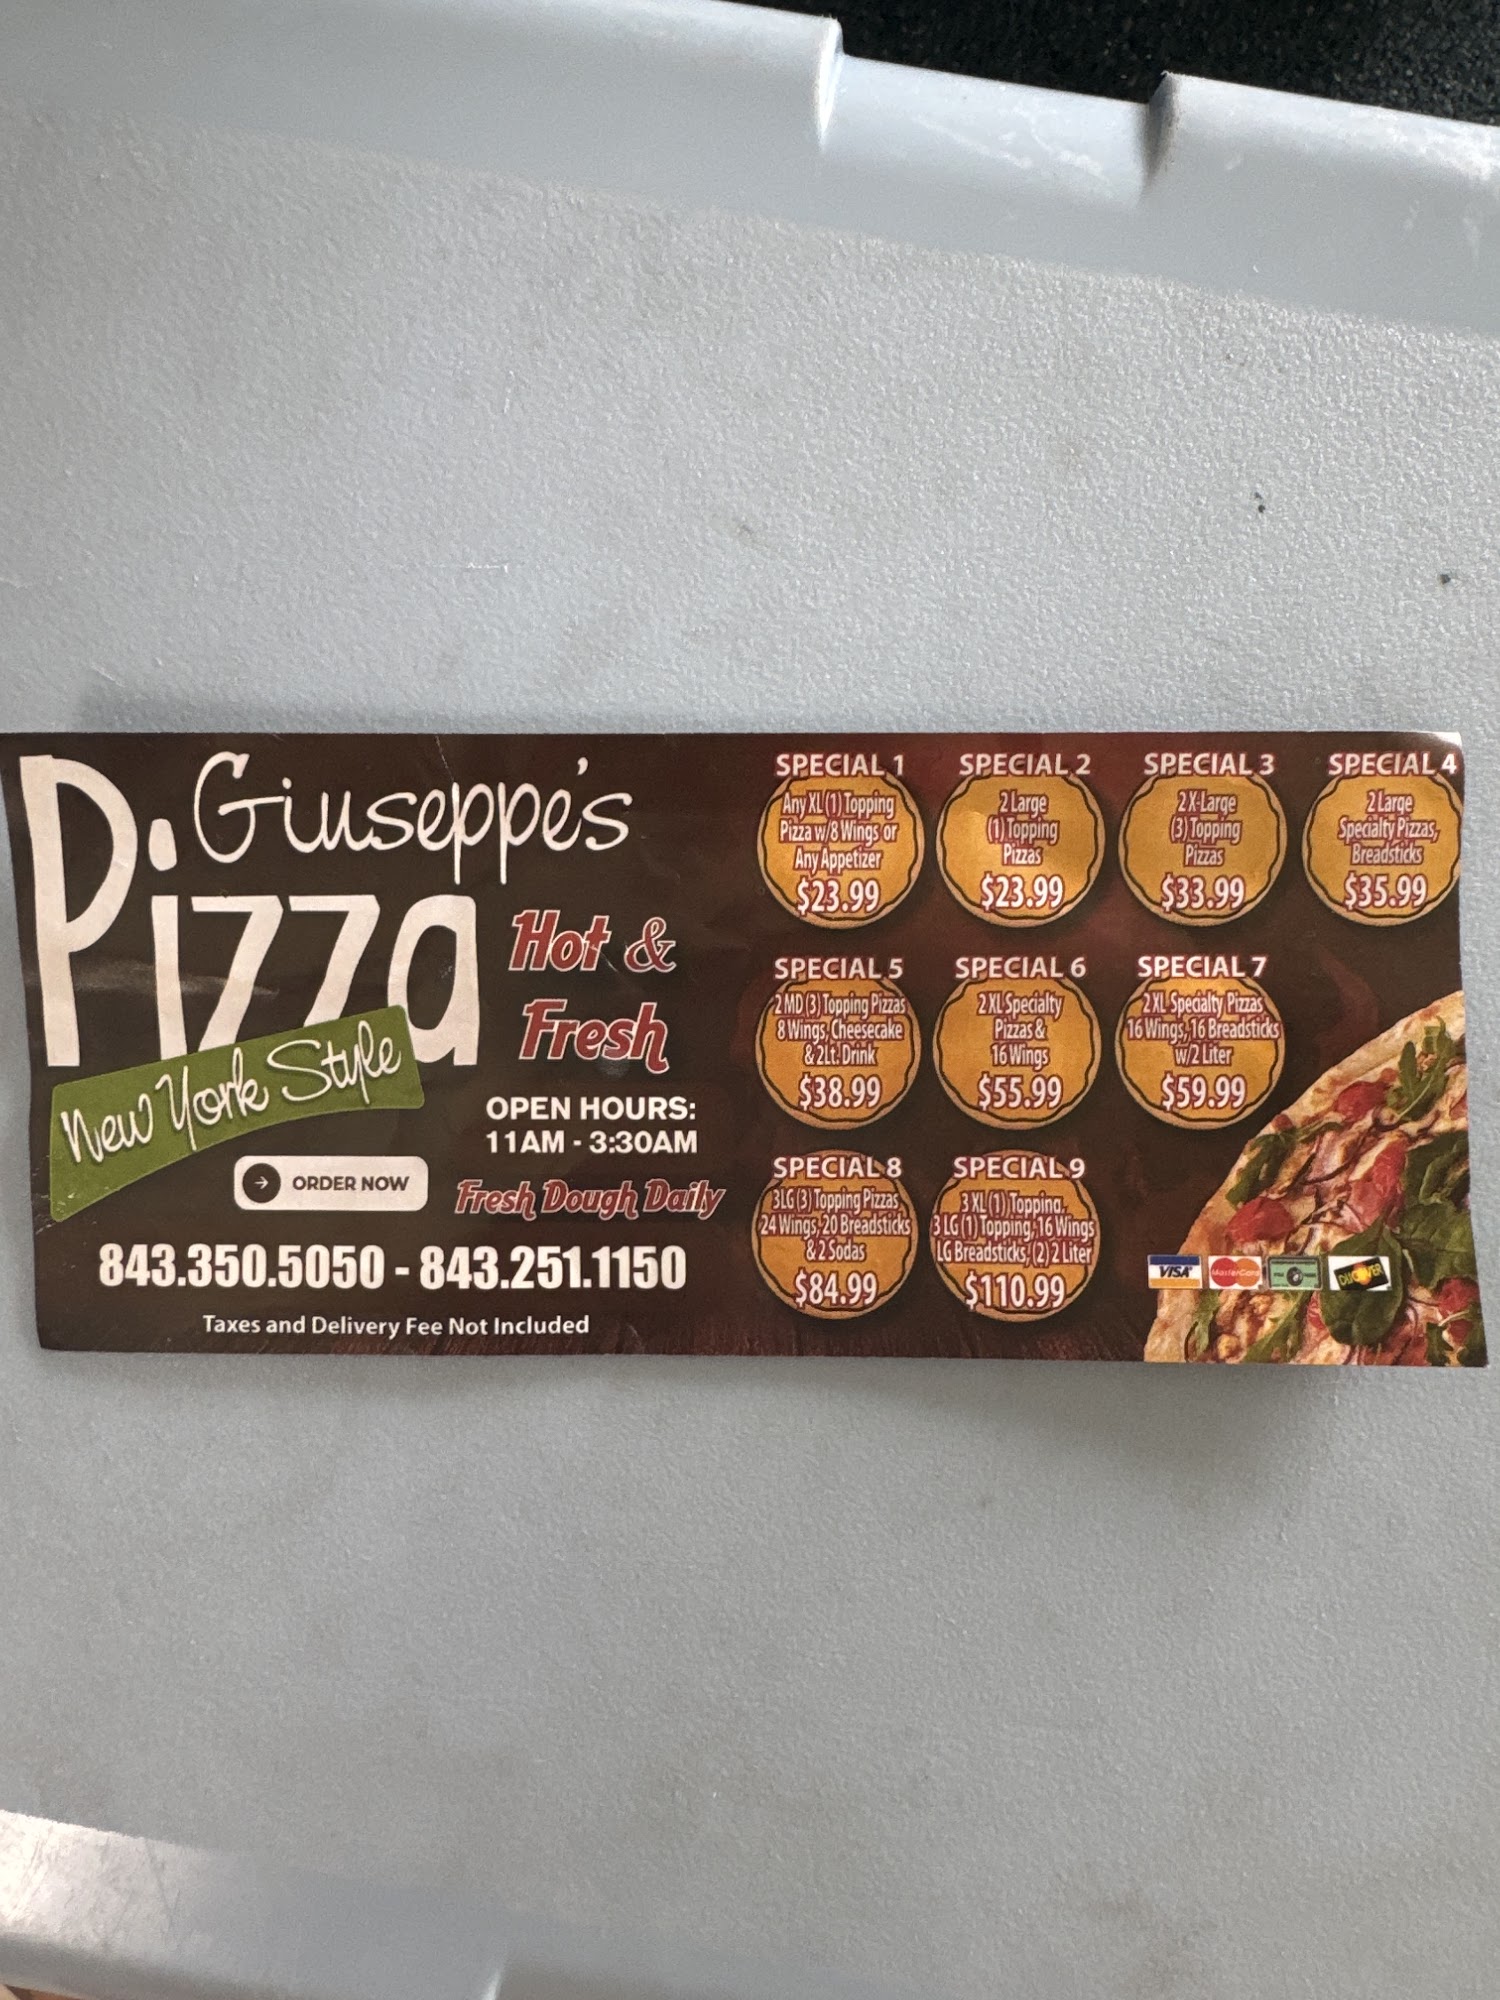 Giuseppe's
Pizza
New York Style
Hot &
Fresh
OPEN HOURS:
11AM - 3:30AM
ORDER NOW
Fresh Dough Daily
843.350.5050 - 843.251.1150
Taxes and Delivery Fee Not Included
SPECIAL 1
Any XL (1) Topping
Pizza w/8 Wings or
Any Appetizer
$23.99
SPECIAL 2
2 Large
(1) Topping
Pizzas
$23.99
SPECIAL 3
2 X-Large
(3) Topping
Pizzas
$33.99
SPECIAL 4
2 Large
Specialty Pizzas,
Breadsticks
$35.99
SPECIAL 5
2 MD (3) Topping Pizzas
8 Wings, Cheesecake
& 2Lt. Drink
$38.99
SPECIAL 6
2 XL Specialty
Pizzas &
16 Wings
$55.99
SPECIAL 7
2 XL Specialty Pizzas
16 Wings, 16 Breadsticks
w/2 Liter
$59.99
SPECIAL 8
3LG (3) Topping Pizzas
24 Wings, 20 Breadsticks
& 2 Sodas
$84.99
SPECIAL 9
3 XL (1) Topping,
3 LG (1) Topping, 16 Wings
LG Breadsticks, (2) 2 Liter
$110.99
VISA
MasterCard
DISCOVER